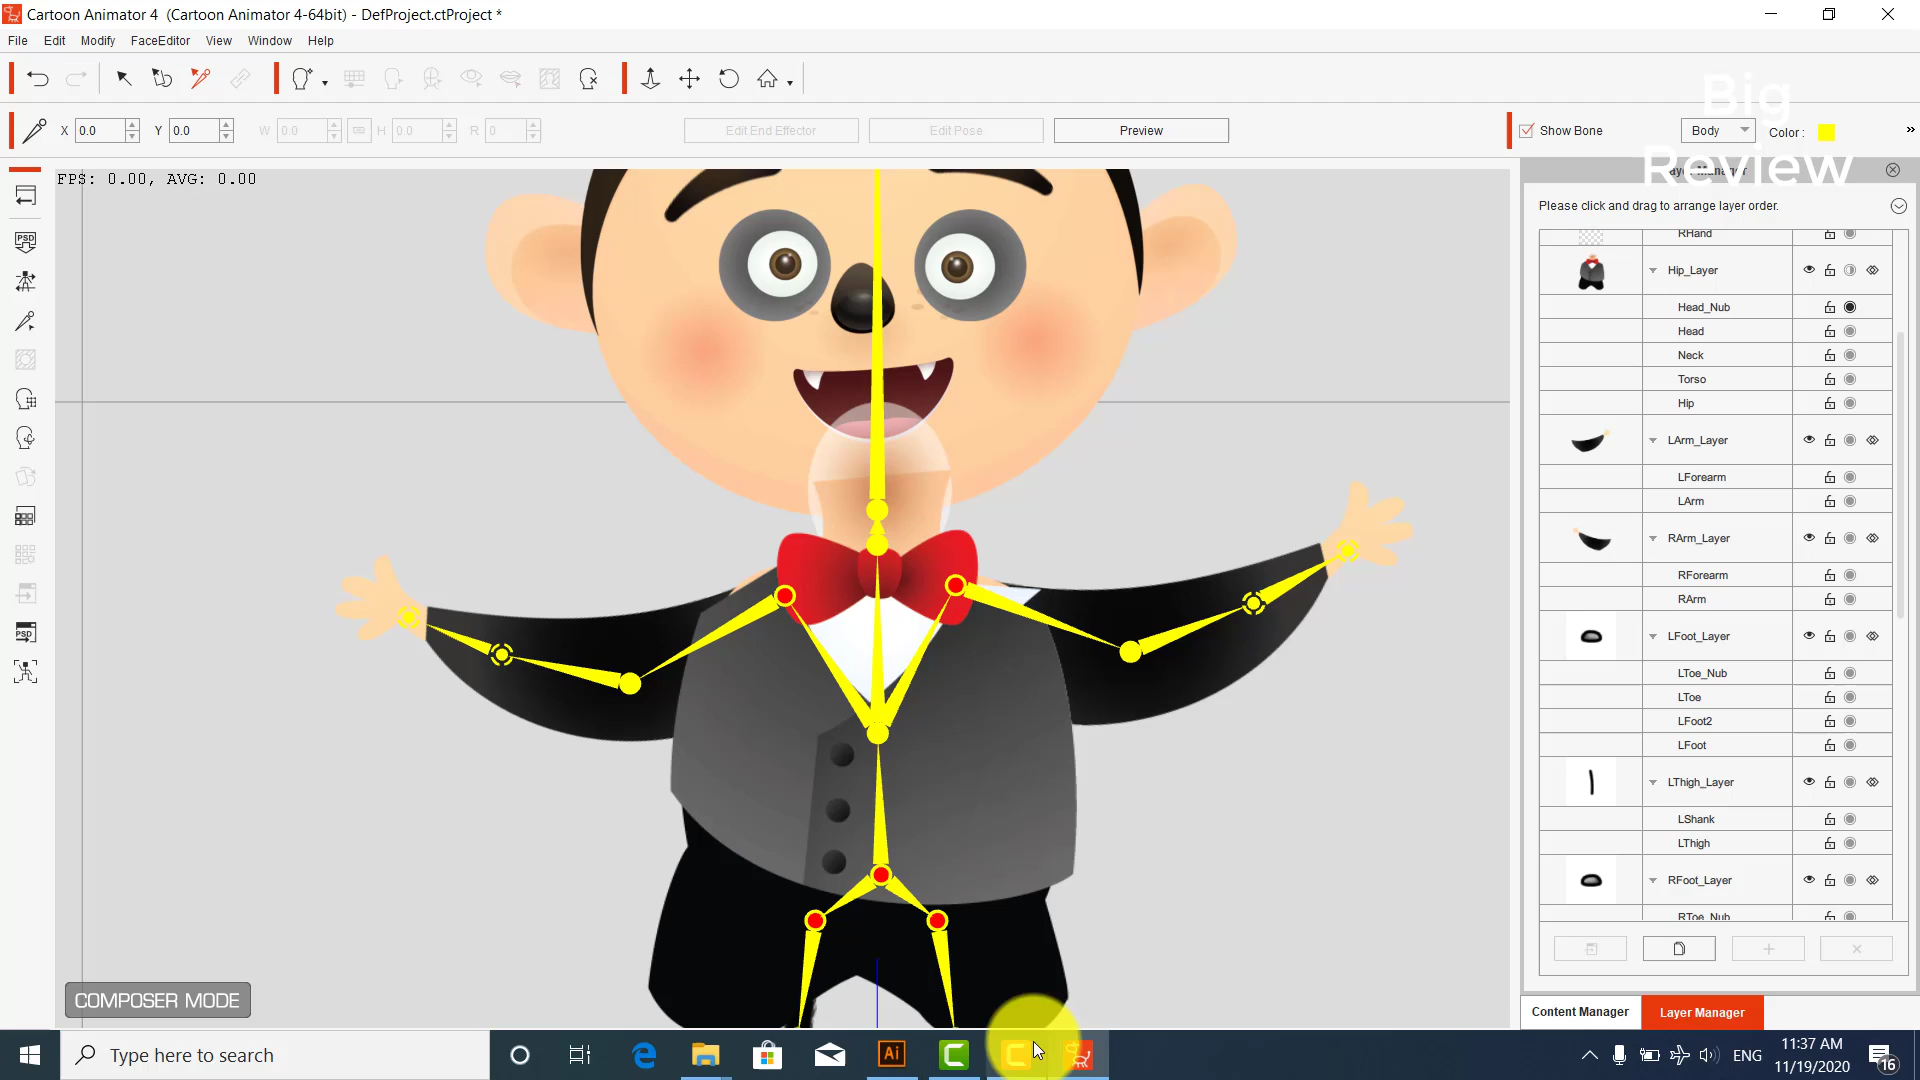 Cartoon Animator 4 (Cartoon Animator 4-64bit) - DefProject.ctProject *
File Edit Modify FaceEditor View Window Help
X 0.0 Y 0.0 W 0.0 H 0.0 R 0 Edit End Effector Edit Pose Preview Show Bone Body Color :
Big
Review
FPS: 0.00, AVG: 0.00
Please click and drag to arrange layer order.
RHand
Hip_Layer
Head_Nub
Head
Neck
Torso
Hip
LArm_Layer
LForearm
LArm
RArm_Layer
RForearm
RArm
LFoot_Layer
LToe_Nub
LToe
LFoot2
LFoot
LThigh_Layer
LShank
LThigh
RFoot_Layer
RToe_Nub
PSD
PSD
COMPOSER MODE
Content Manager Layer Manager
Type here to search
Ai
ENG
11:37 AM
11/19/2020
16